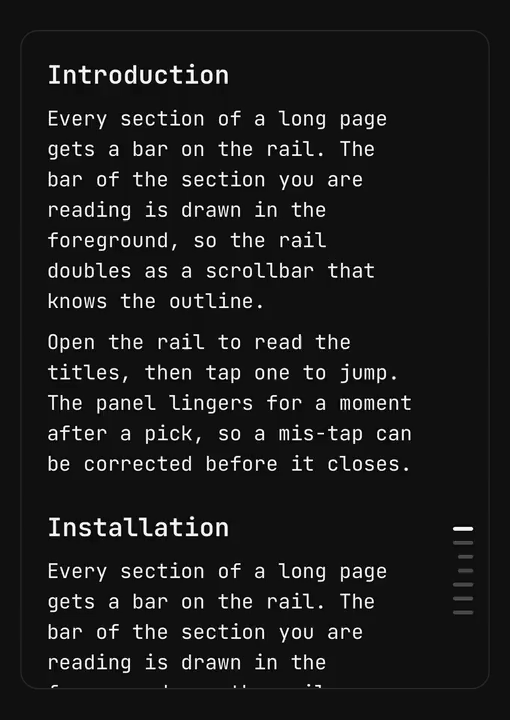 Introduction
Every section of a long page
gets a bar on the rail. The
bar of the section you are
reading is drawn in the
foreground, so the rail
doubles as a scrollbar that
knows the outline.
Open the rail to read the
titles, then tap one to jump.
The panel lingers for a moment
after a pick, so a mis-tap can
be corrected before it closes.
Installation
Every section of a long page
gets a bar on the rail. The
bar of the section you are
reading is drawn in the